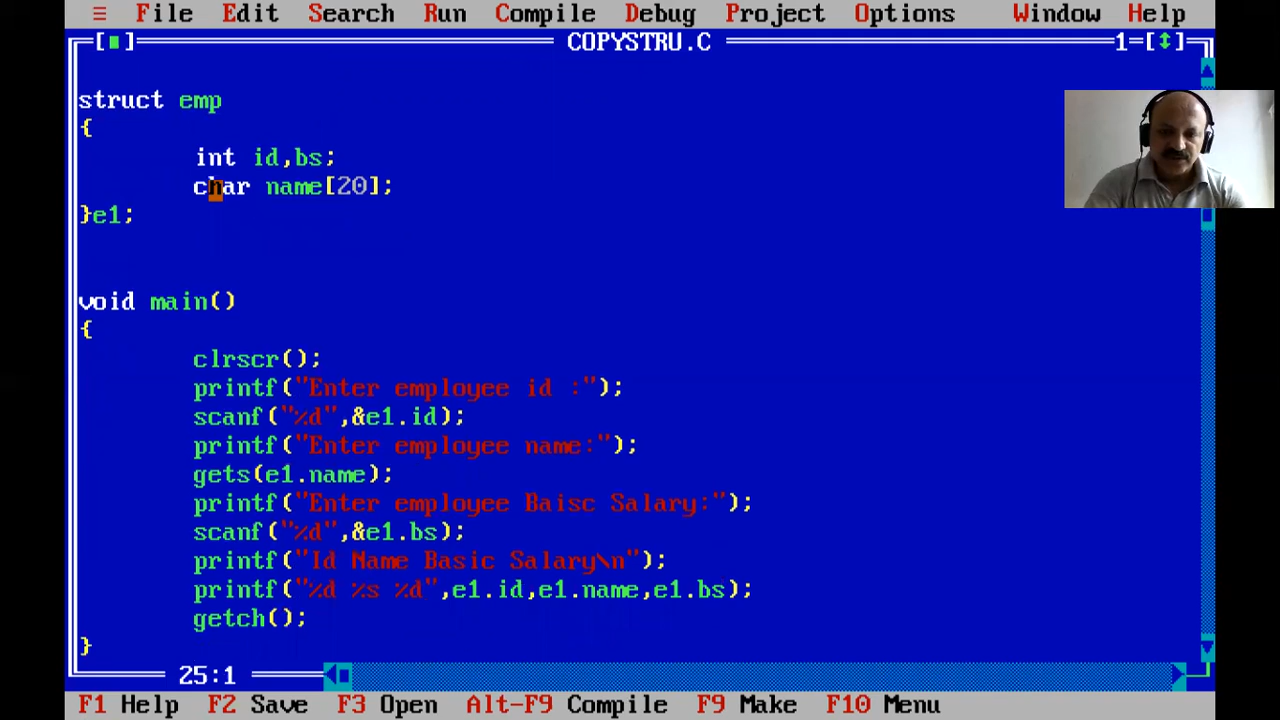 ≡ File Edit Search Run Compile Debug Project Options Window Help
[■] COPYSTRU.C 1=[↕]
struct emp
{
int id,bs;
char name[20];
}e1;
void main()
{
clrscr();
printf("Enter employee id :");
scanf("%d",&e1.id);
printf("Enter employee name:");
gets(e1.name);
printf("Enter employee Baisc Salary:");
scanf("%d",&e1.bs);
printf("Id Name Basic Salary\n");
printf("%d %s %d",e1.id,e1.name,e1.bs);
getch();
}
25:1
F1 Help F2 Save F3 Open Alt-F9 Compile F9 Make F10 Menu